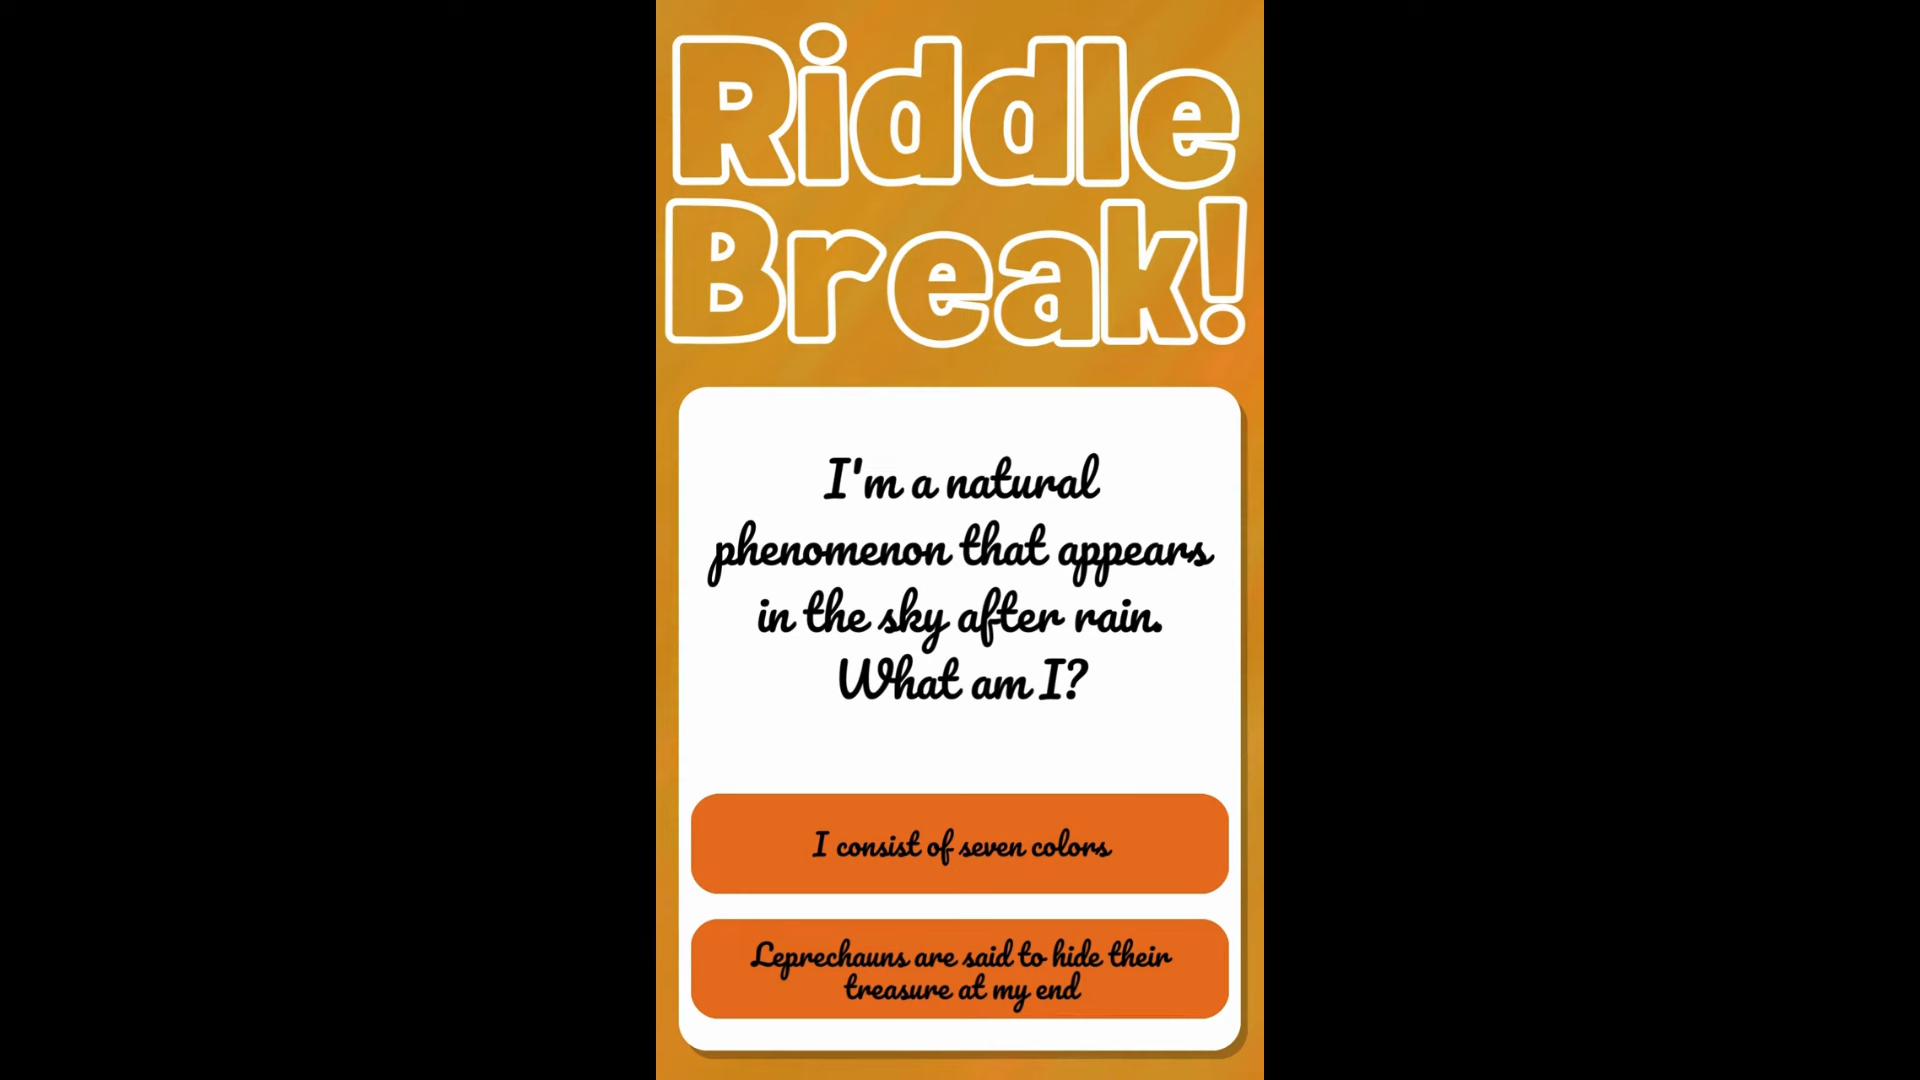 Riddle
Break!
I'm a natural
phenomenon that appears
in the sky after rain.
What am I?
I consist of seven colors
Leprechauns are said to hide their
treasure at my end